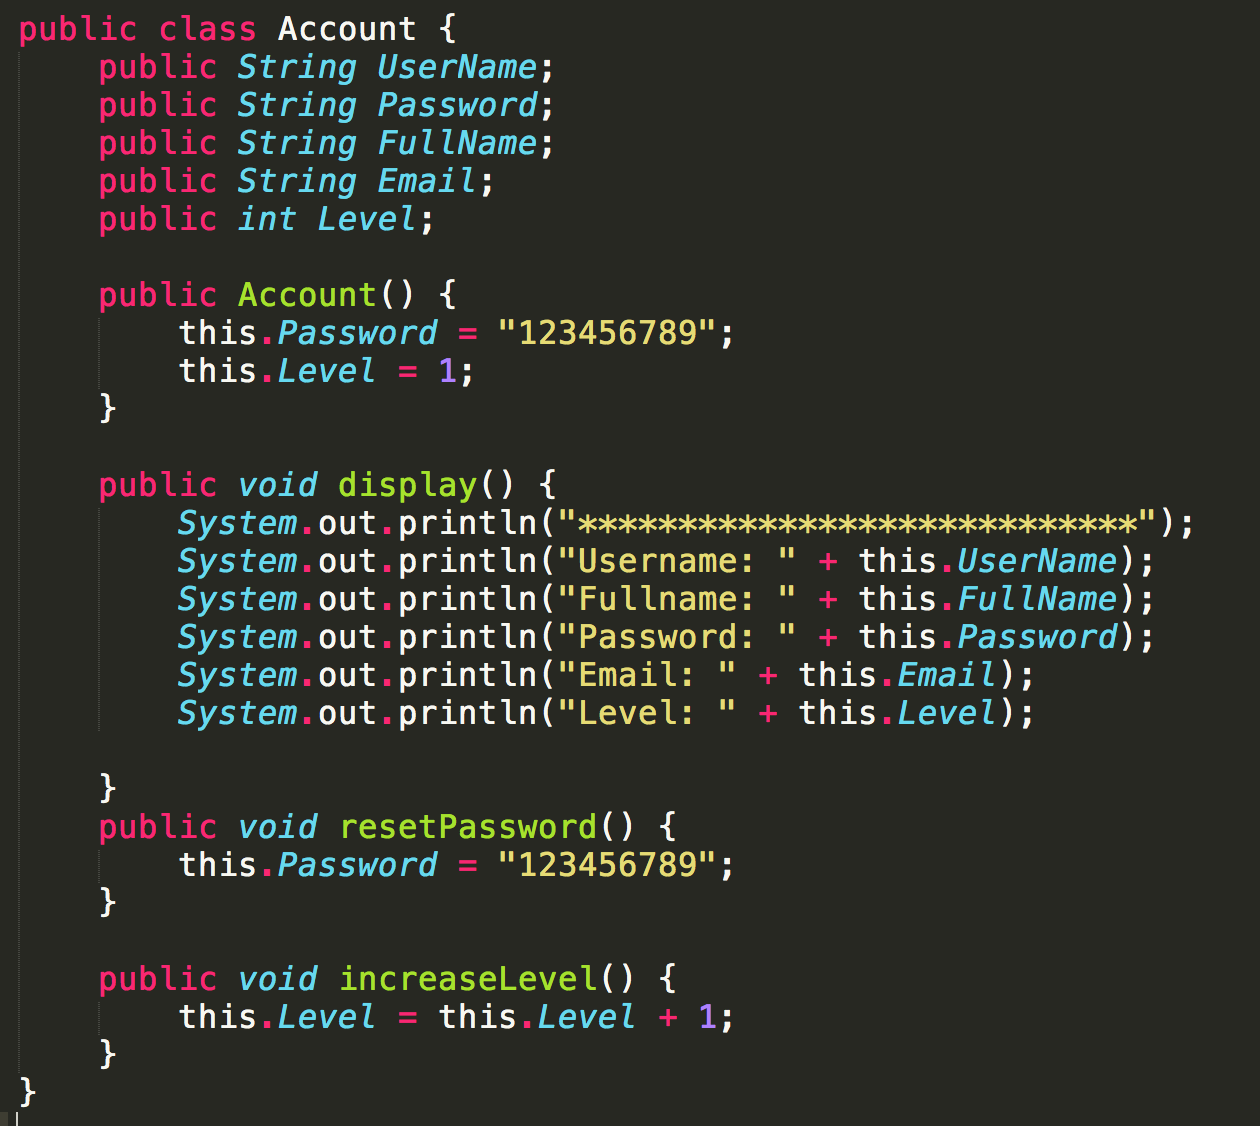 public class Account {
    public String UserName;
    public String Password;
    public String FullName;
    public String Email;
    public int Level;

    public Account() {
        this.Password = "123456789";
        this.Level = 1;
    }

    public void display() {
        System.out.println("****************************");
        System.out.println("Username: " + this.UserName);
        System.out.println("Fullname: " + this.FullName);
        System.out.println("Password: " + this.Password);
        System.out.println("Email: " + this.Email);
        System.out.println("Level: " + this.Level);

    }
    public void resetPassword() {
        this.Password = "123456789";
    }

    public void increaseLevel() {
        this.Level = this.Level + 1;
    }
}